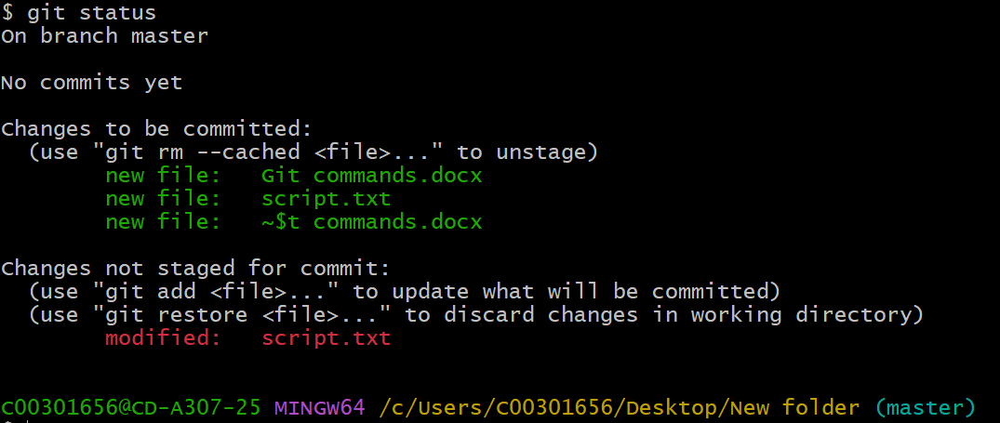 $ git status
On branch master
No commits yet
Changes to be committed:
(use "git rm --cached <file>..." to unstage)
new file: Git commands.docx
new file: script.txt
new file: ~$t commands.docx
Changes not staged for commit:
(use "git add <file>..." to update what will be committed)
(use "git restore <file>..." to discard changes in working directory)
modified: script.txt
C00301656@CD-A307-25 MINGW64 /c/Users/C00301656/Desktop/New folder (master)